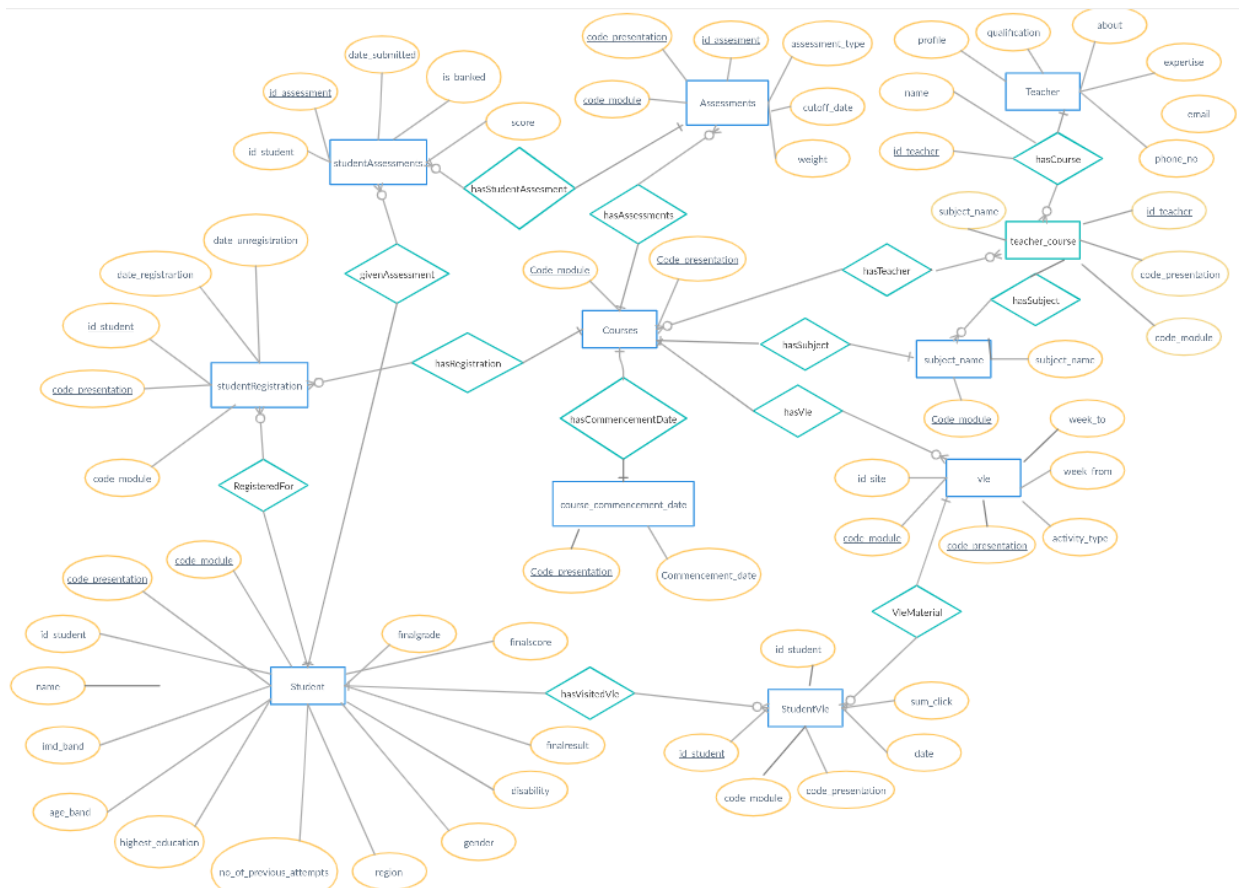 code_presentation
id_assesment
assessment_type
code_module
Assessments
cutoff_date
weight
date_submitted
is_banked
id_assessment
score
id_student
studentAssessments
hasStudentAssesment
hasAssessments
givenAssessment
profile
qualification
about
expertise
name
Teacher
email
id_teacher
hasCourse
phone_no
subject_name
id_teacher
teacher_course
code_presentation
hasTeacher
hasSubject
code_module
date_unregistration
date_registrartion
id_student
code_presentation
studentRegistration
code_module
hasRegistration
RegisteredFor
Code_module
Code_presentation
Courses
hasSubject
subject_name
subject_name
Code_module
hasVle
hasCommencementDate
course_commencement_date
Code_presentation
Commencement_date
week_to
id_site
vle
week_from
code_module
code_presentation
activity_type
VleMaterial
code_module
code_presentation
id_student
finalgrade
finalscore
name
Student
imd_band
finalresult
age_band
disability
highest_education
gender
no_of_previous_attempts
region
hasVisitedVle
id_student
StudentVle
sum_click
id_student
date
code_module
code_presentation